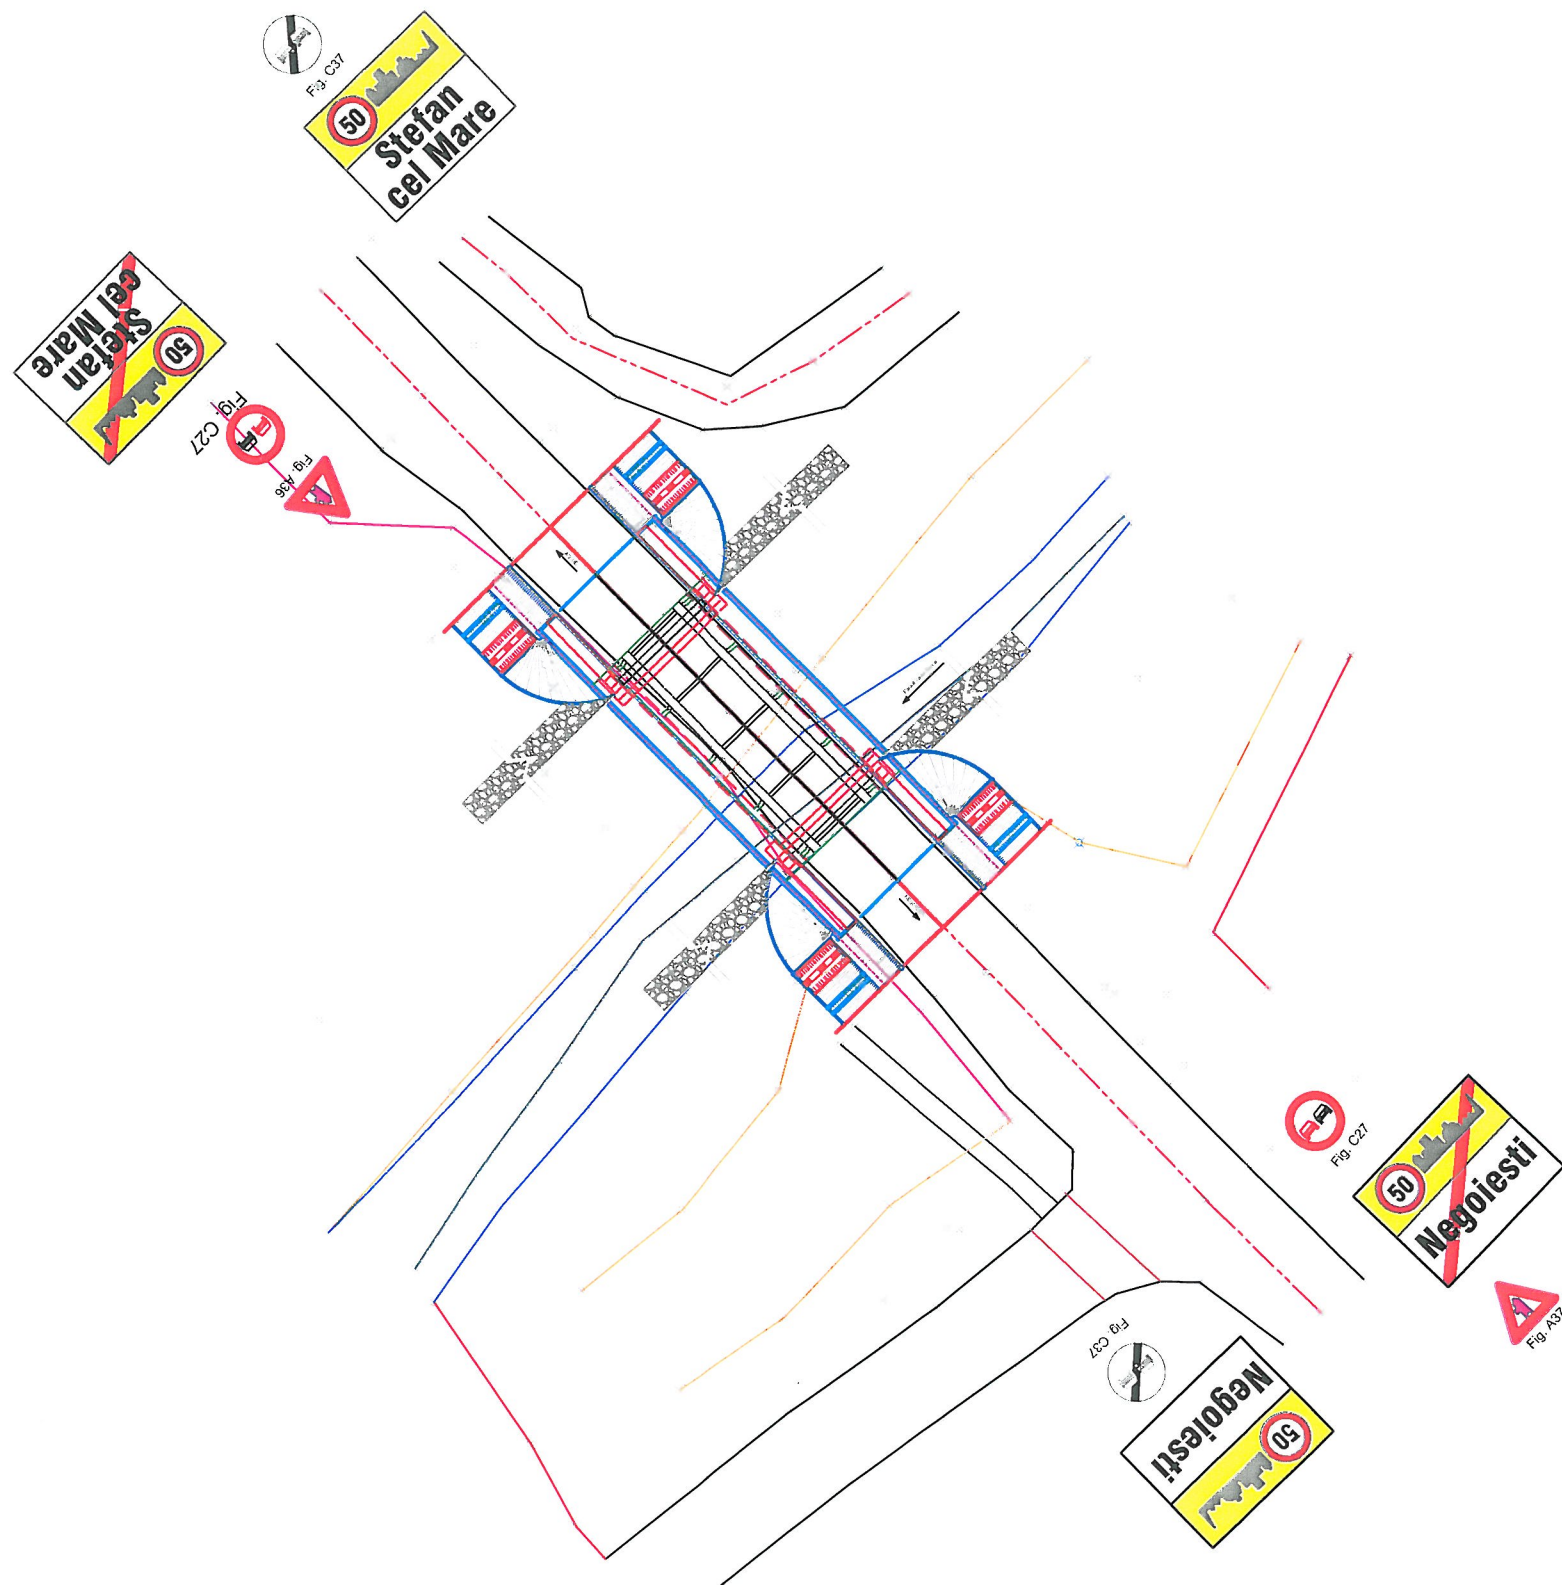 Fig. C37
50
Stefan
cel Mare
Stefan
cel Mare
50
Fig. C27
Fig. A36
Fig. C27
50
Negoiesti
Fig. A37
Fig. C37
Negoiesti
50